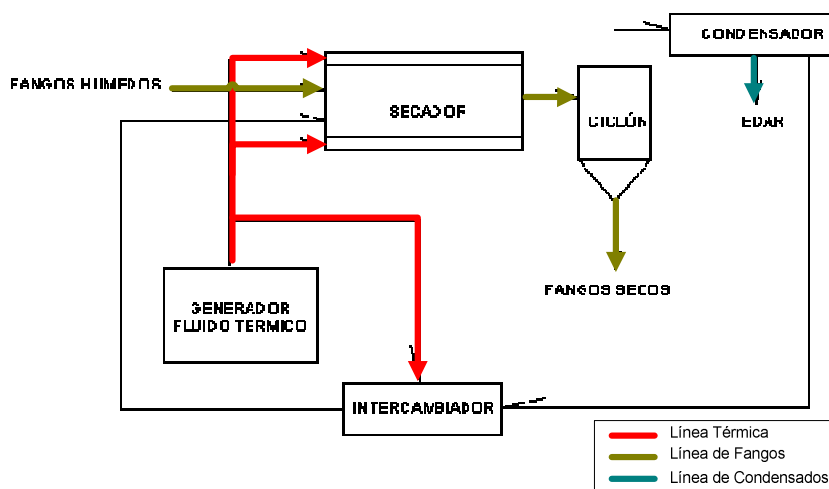 CONDENSADOR
FANGOS HUMEDOS
SECADOR
CICLÓN
EDAR
FANGOS SECOS
GENERADOR
FLUIDO TERMICO
INTERCAMBIADOR
Línea Térmica
Línea de Fangos
Línea de Condensados